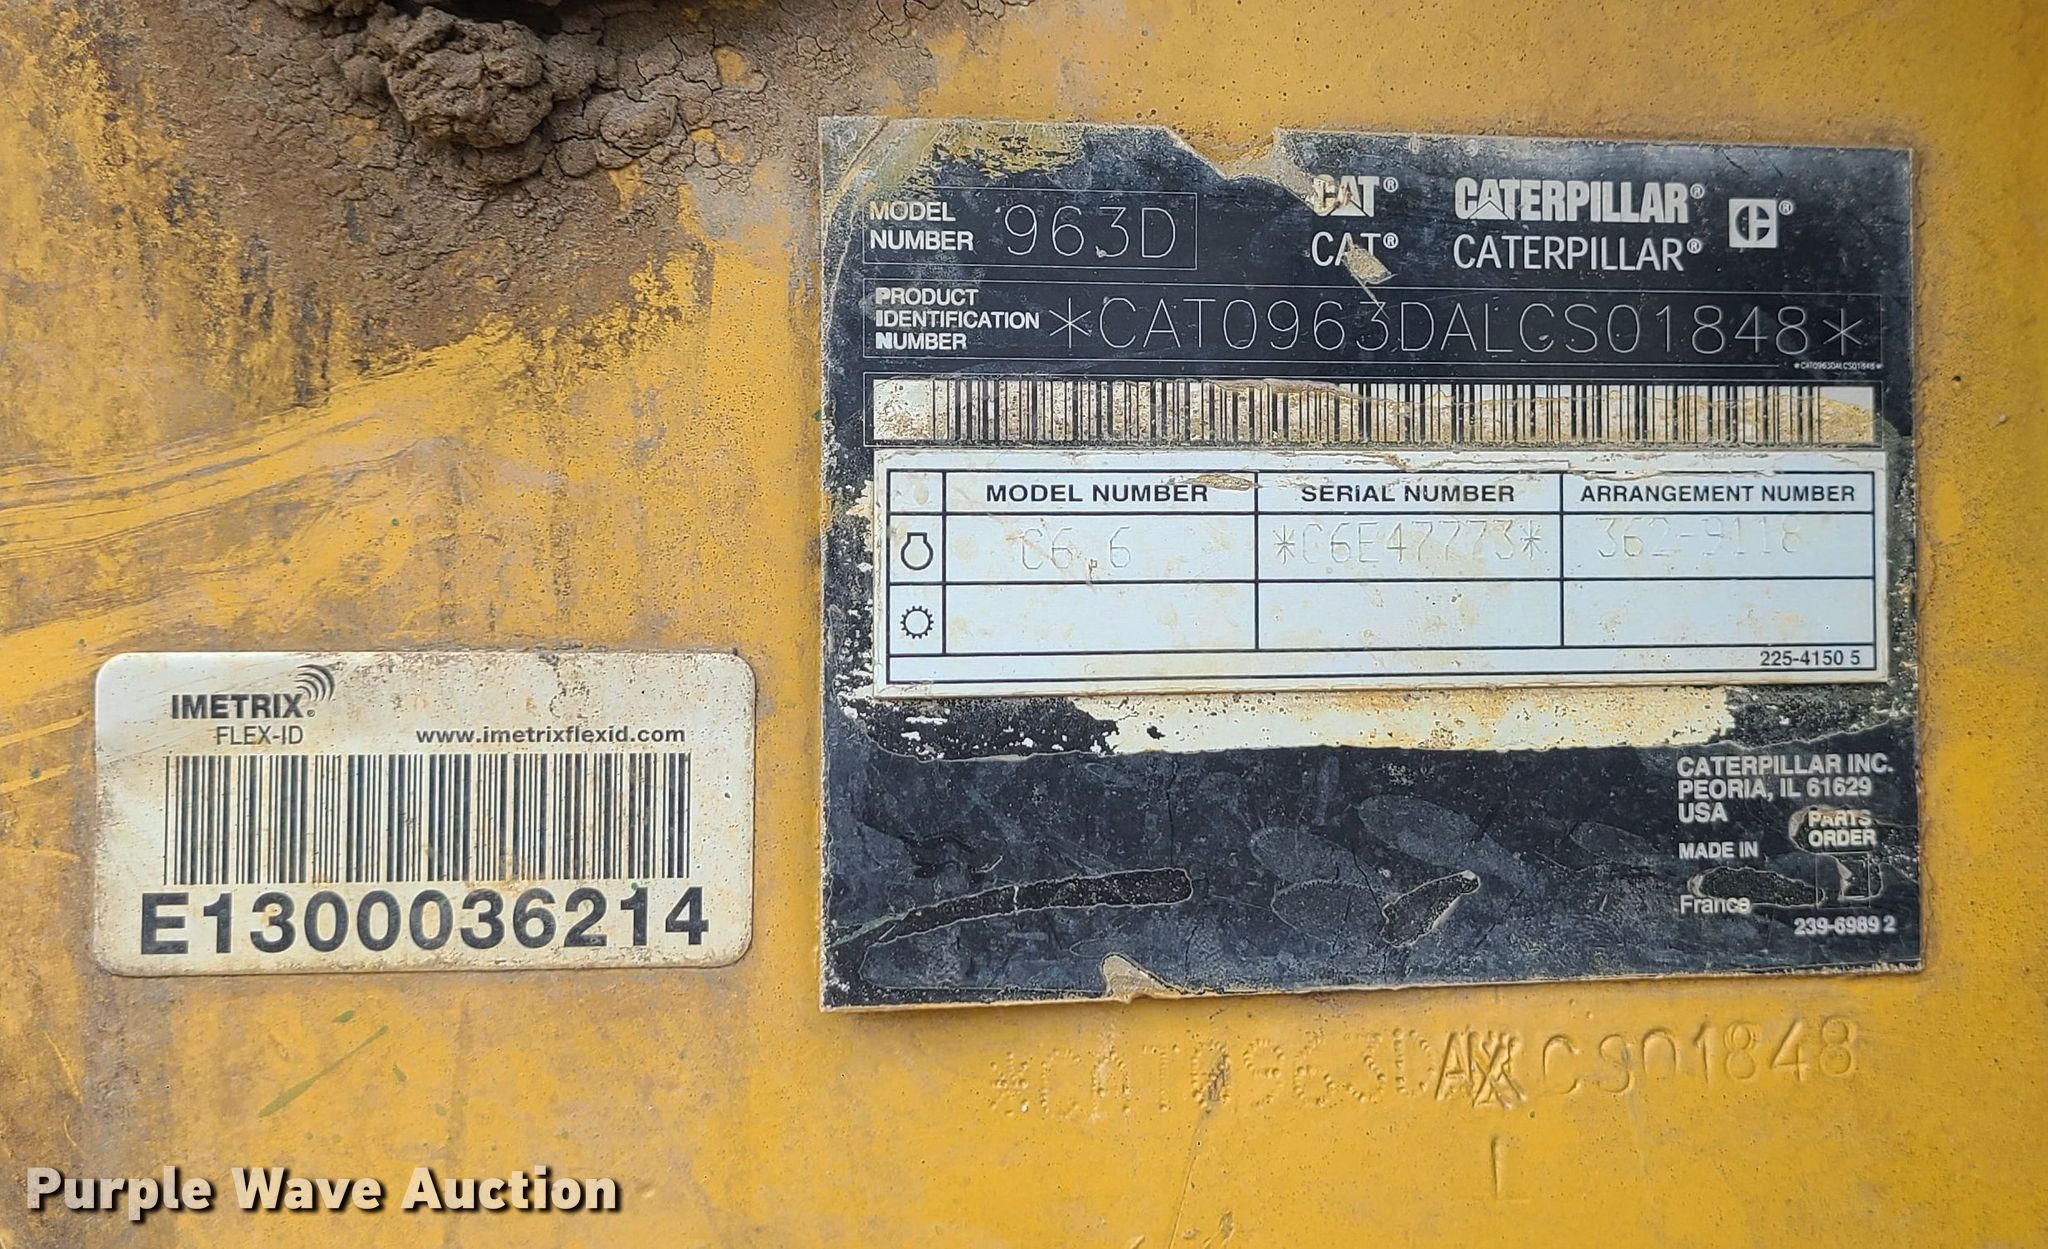 MODEL NUMBER 963D
CAT® CATERPILLAR®
CAT® CATERPILLAR®
PRODUCT IDENTIFICATION NUMBER *CAT0963DALCS01848*
*CAT0963DALCS01848*
MODEL NUMBER SERIAL NUMBER ARRANGEMENT NUMBER
C6.6 *C6E47773* 362-9118
225-4150 5
CATERPILLAR INC.
PEORIA, IL 61629
USA
PARTS
ORDER
MADE IN
France
239-6989 2
IMETRIX®
FLEX-ID www.imetrixflexid.com
E1300036214
CS01848
Purple Wave Auction